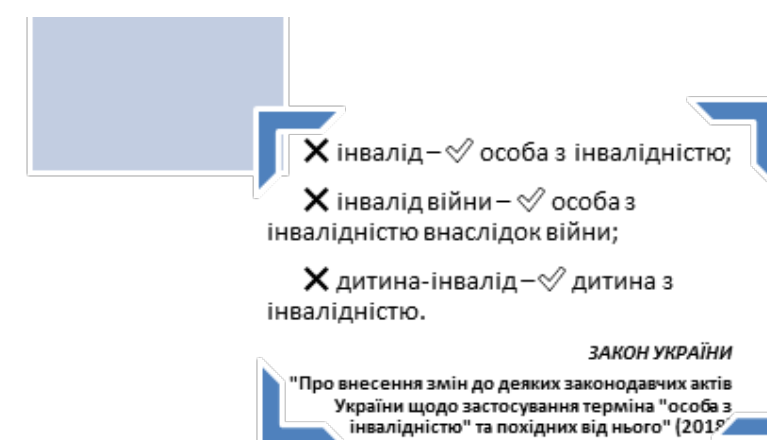 ❌ інвалід – ✅ особа з інвалідністю;
❌ інвалід війни – ✅ особа з
інвалідністю внаслідок війни;
❌ дитина-інвалід – ✅ дитина з
інвалідністю.
ЗАКОН УКРАЇНИ
"Про внесення змін до деяких законодавчих актів
України щодо застосування терміна "особа з
інвалідністю" та похідних від нього" (2018